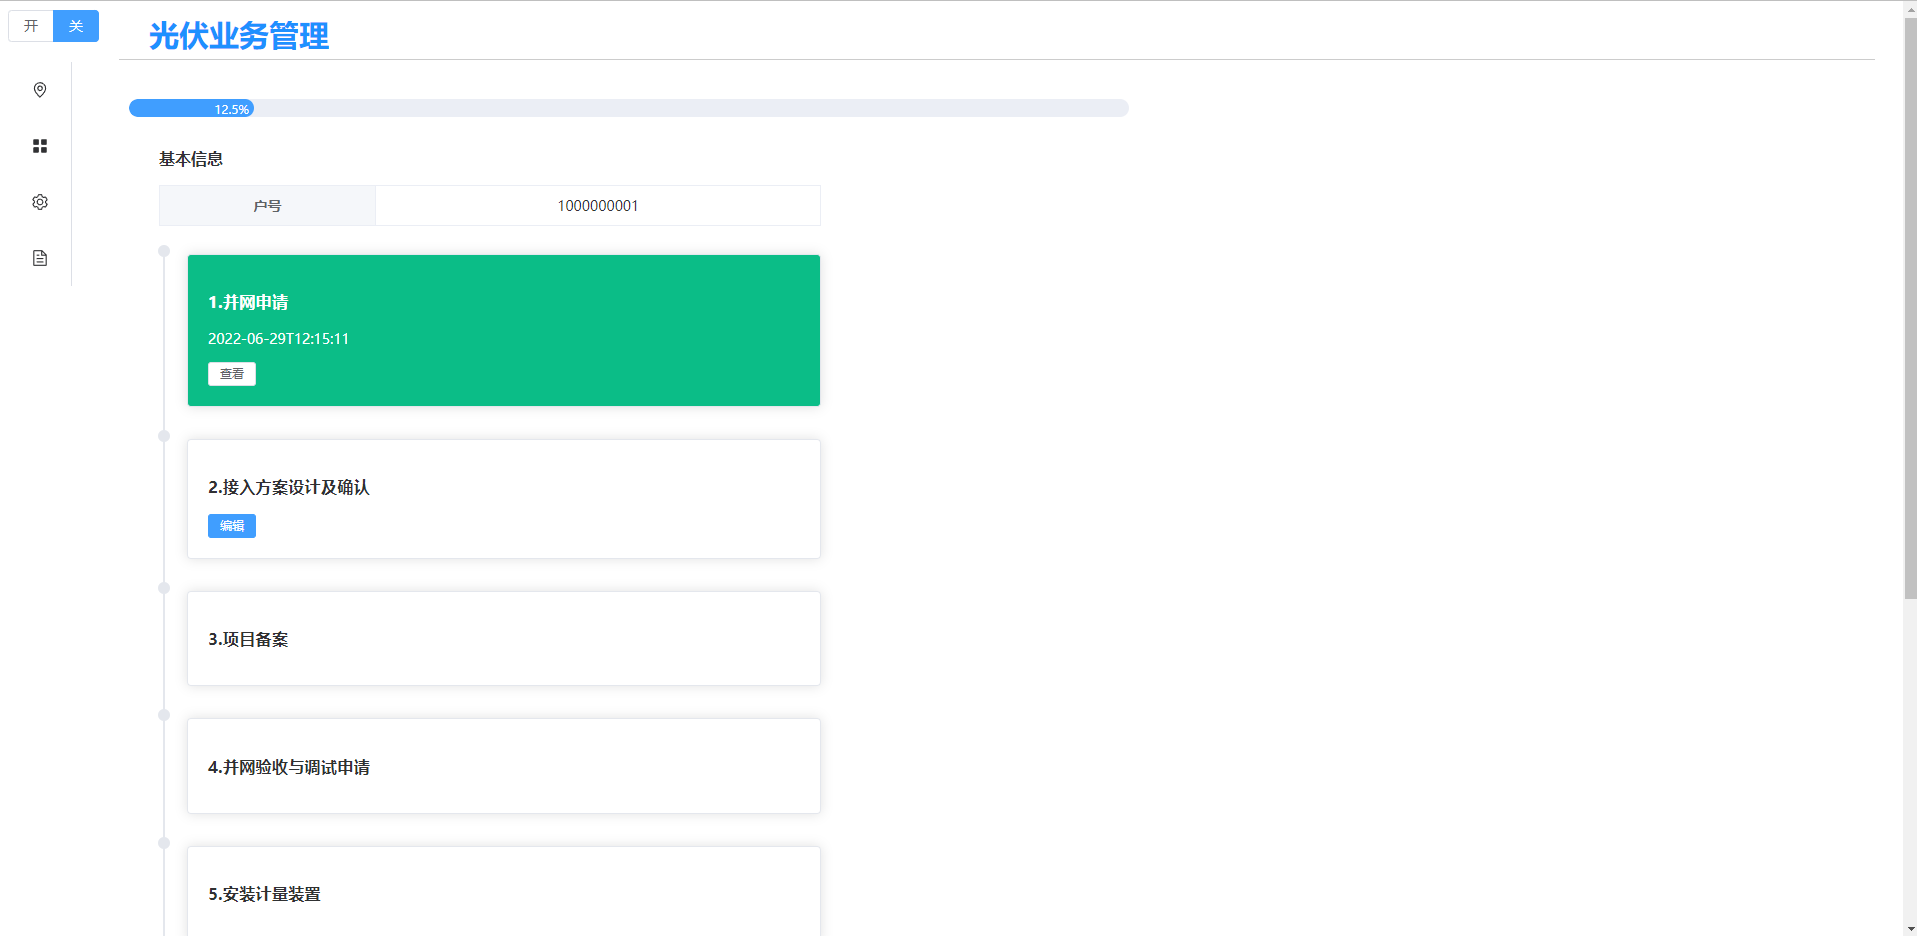 开 关
光伏业务管理
12.5%
基本信息
户号 1000000001
1.并网申请
2022-06-29T12:15:11
查看
2.接入方案设计及确认
编辑
3.项目备案
4.并网验收与调试申请
5.安装计量装置